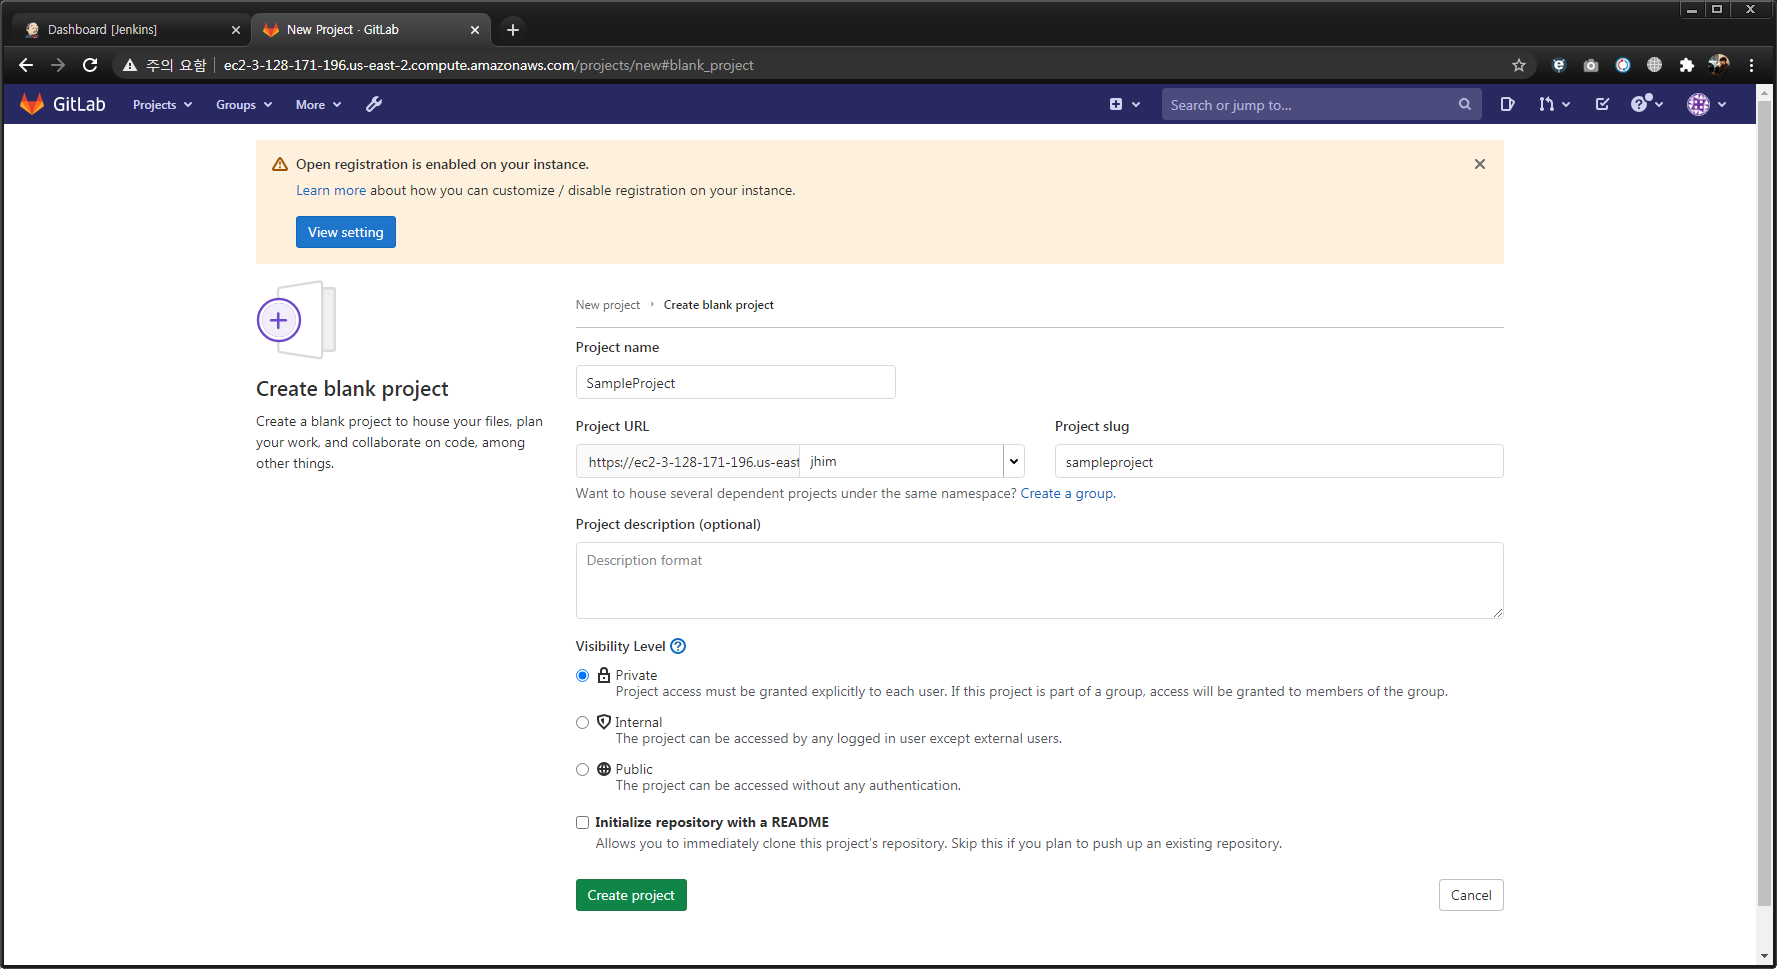 Dashboard [Jenkins]
New Project · GitLab
주의 요함
ec2-3-128-171-196.us-east-2.compute.amazonaws.com/projects/new#blank_project
GitLab
Projects
Groups
More
Search or jump to...
Open registration is enabled on your instance.
Learn more about how you can customize / disable registration on your instance.
View setting
New project › Create blank project
Create blank project
Create a blank project to house your files, plan
your work, and collaborate on code, among
other things.
Project name
SampleProject
Project URL
Project slug
https://ec2-3-128-171-196.us-east
jhim
sampleproject
Want to house several dependent projects under the same namespace? Create a group.
Project description (optional)
Description format
Visibility Level
Private
Project access must be granted explicitly to each user. If this project is part of a group, access will be granted to members of the group.
Internal
The project can be accessed by any logged in user except external users.
Public
The project can be accessed without any authentication.
Initialize repository with a README
Allows you to immediately clone this project's repository. Skip this if you plan to push up an existing repository.
Create project
Cancel